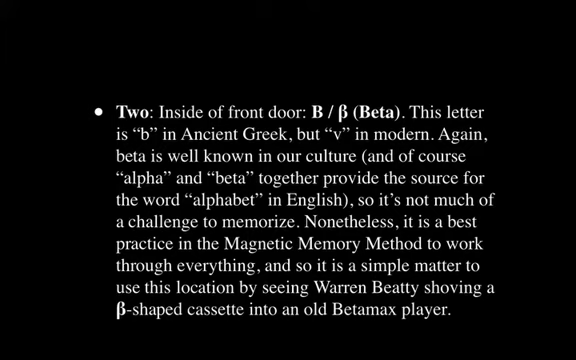 • Two: Inside of front door: B / β (Beta). This letter
is “b” in Ancient Greek, but “v” in modern. Again,
beta is well known in our culture (and of course
“alpha” and “beta” together provide the source for
the word “alphabet” in English), so it’s not much of
a challenge to memorize. Nonetheless, it is a best
practice in the Magnetic Memory Method to work
through everything, and so it is a simple matter to
use this location by seeing Warren Beatty shoving a
β-shaped cassette into an old Betamax player.